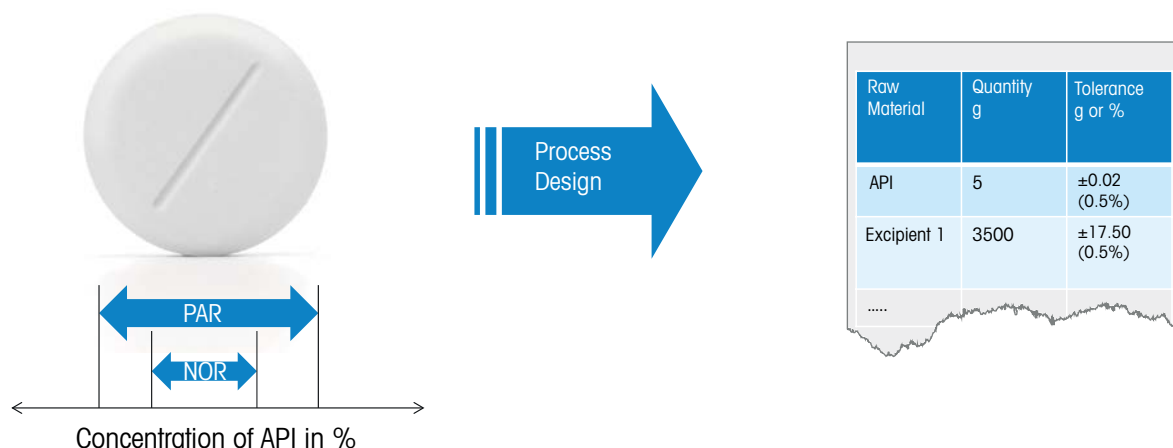 PAR
NOR
Concentration of API in %
Process
Design
Raw
Material
Quantity
g
Tolerance
g or %
API
5
±0.02
(0.5%)
Excipient 1
3500
±17.50
(0.5%)
.....